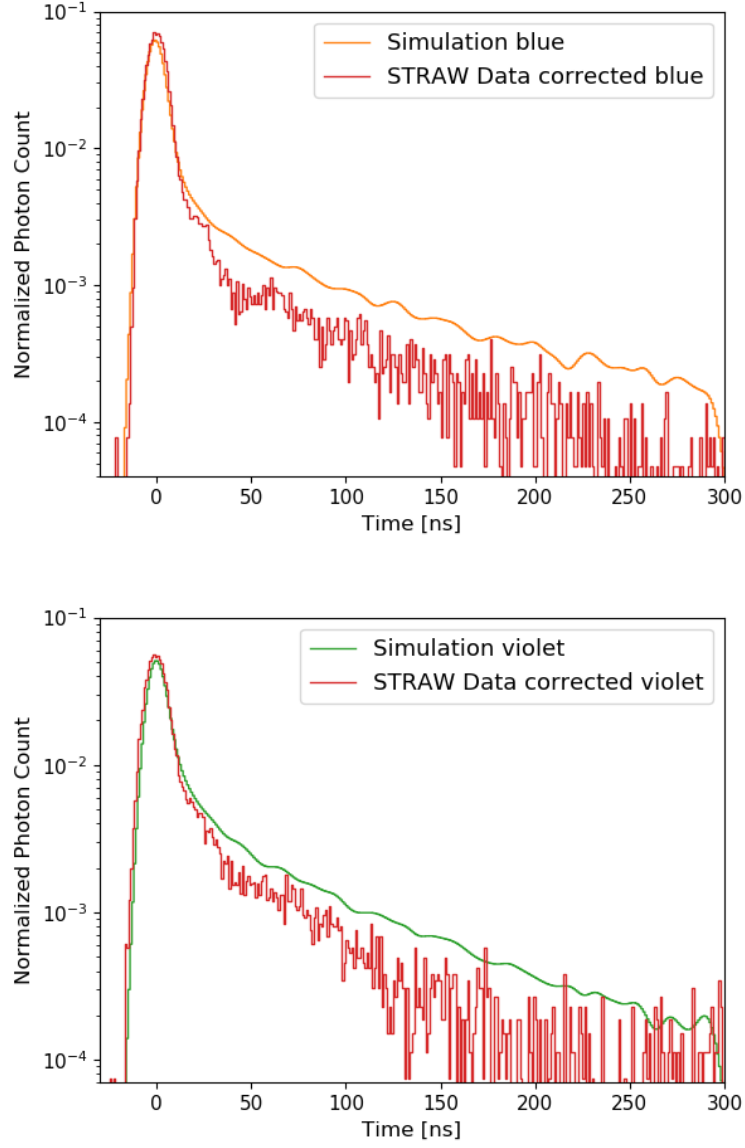 10⁻¹
Simulation blue
STRAW Data corrected blue
10⁻²
10⁻³
10⁻⁴
Normalized Photon Count
0 50 100 150 200 250 300
Time [ns]
10⁻¹
Simulation violet
STRAW Data corrected violet
10⁻²
10⁻³
10⁻⁴
Normalized Photon Count
0 50 100 150 200 250 300
Time [ns]